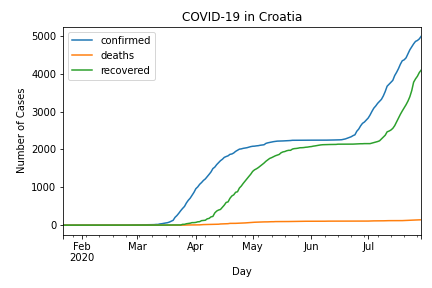 COVID-19 in Croatia
confirmed
deaths
recovered
Number of Cases
5000
4000
3000
2000
1000
0
Feb Mar Apr May Jun Jul
2020
Day